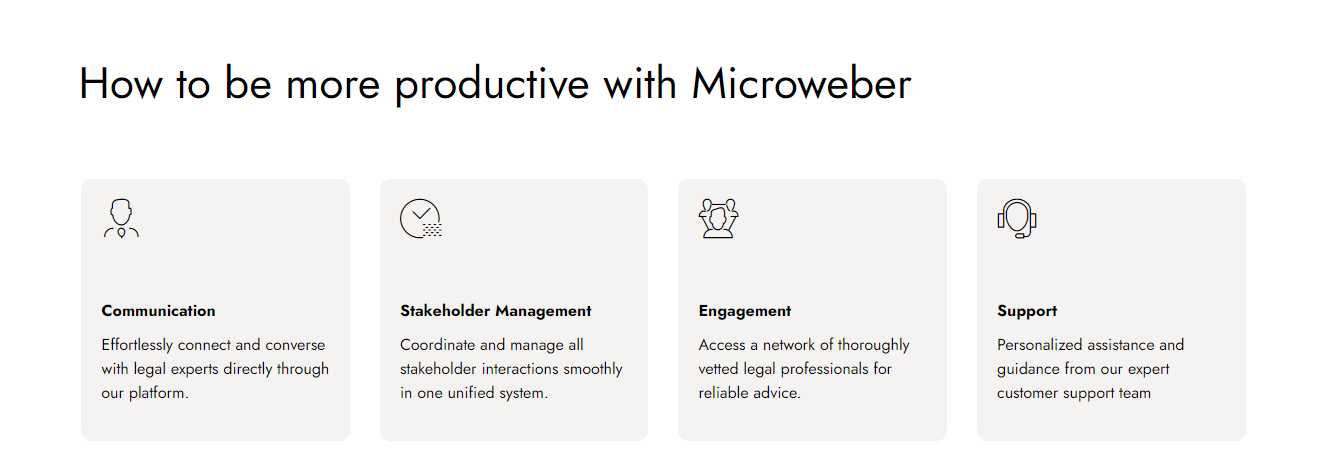 How to be more productive with Microweber
Communication
Effortlessly connect and converse
with legal experts directly through
our platform.
Stakeholder Management
Coordinate and manage all
stakeholder interactions smoothly
in one unified system.
Engagement
Access a network of thoroughly
vetted legal professionals for
reliable advice.
Support
Personalized assistance and
guidance from our expert
customer support team